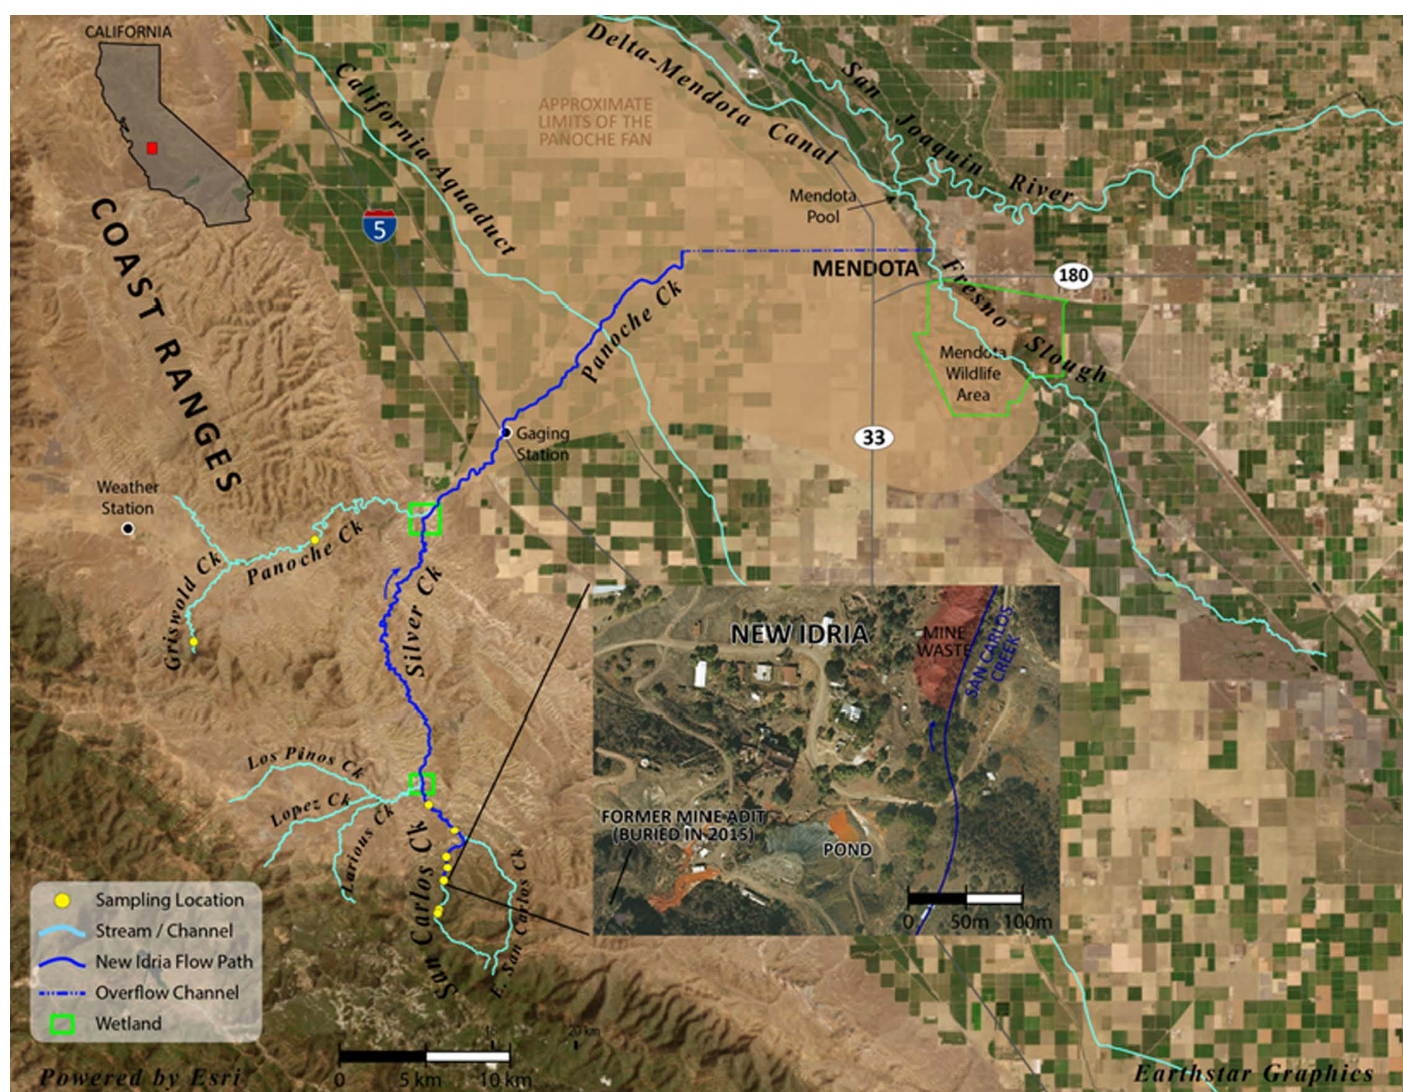 CALIFORNIA
COAST RANGES
5
California Aquaduct
APPROXIMATE
LIMITS OF THE
PANOCHE FAN
Delta-Mendota Canal
San Joaquin River
Mendota
Pool
MENDOTA
180
Fresno Slough
Mendota
Wildlife
Area
33
Panoche Ck
Gaging
Station
Weather
Station
Panoche Ck
Griswold Ck
Silver Ck
Los Pinos Ck
Lopez Ck
Larious Ck
San Carlos Ck
E. San Carlos Ck
NEW IDRIA
MINE
WASTE
SAN CARLOS
CREEK
FORMER MINE ADIT
(BURIED IN 2015)
POND
0 50m 100m
Sampling Location
Stream / Channel
New Idria Flow Path
Overflow Channel
Wetland
20 km
0 5 km 10 km
Powered by Esri
Earthstar Graphics